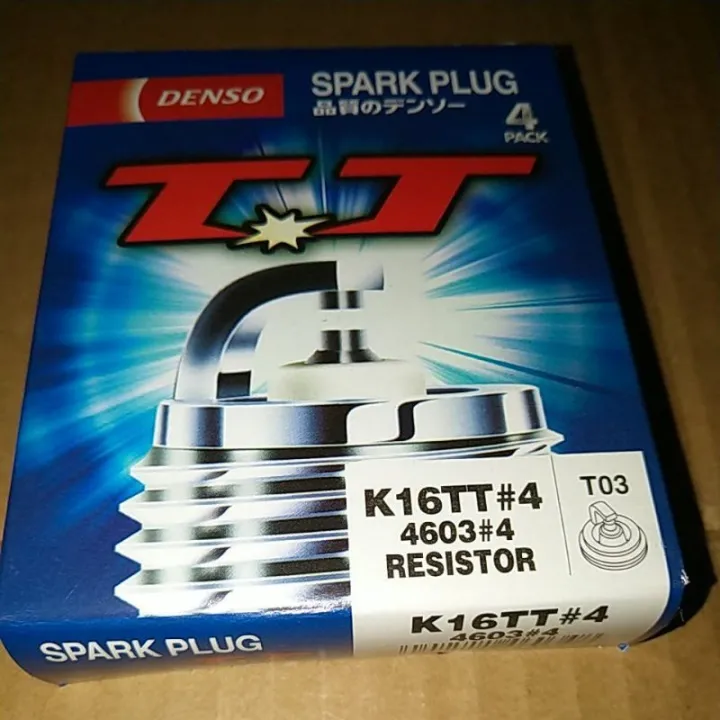 DENSO
SPARK PLUG
品質のデンソー
4
PACK
TT
K16TT#4
4603#4
RESISTOR
T03
K16TT#4
4603#4
SPARK PLUG